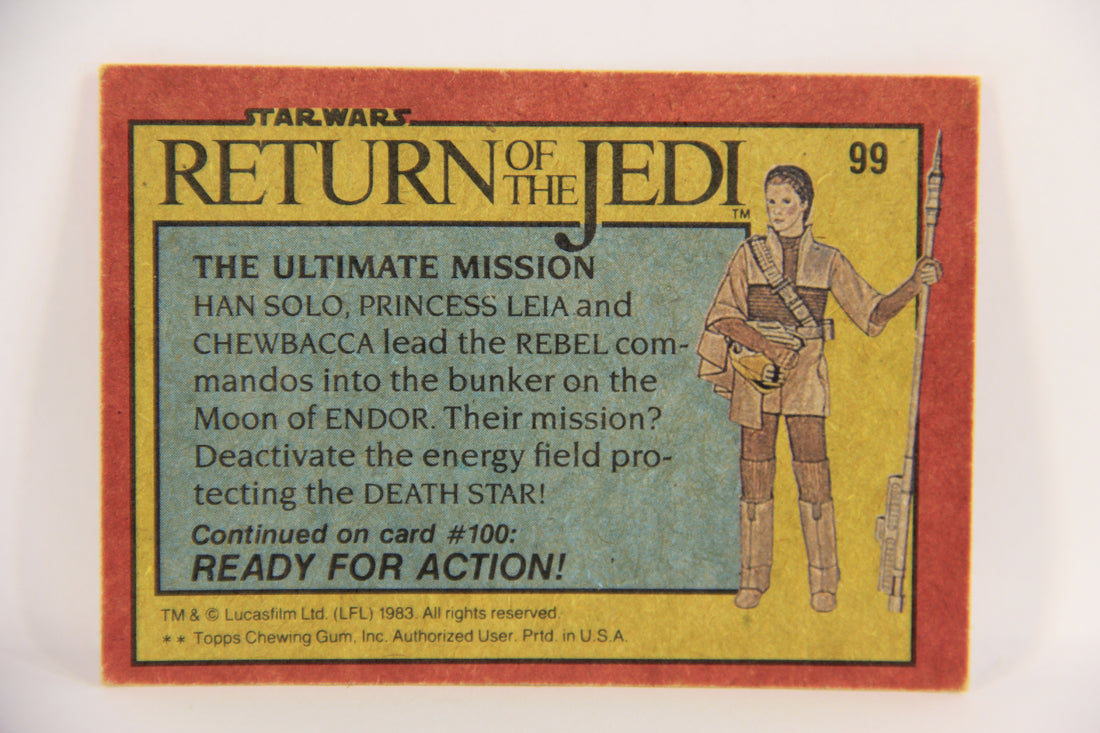 STAR WARS
RETURN OF THE JEDI TM
99
THE ULTIMATE MISSION
HAN SOLO, PRINCESS LEIA and
CHEWBACCA lead the REBEL com-
mandos into the bunker on the
Moon of ENDOR. Their mission?
Deactivate the energy field pro-
tecting the DEATH STAR!
Continued on card #100:
READY FOR ACTION!
TM & © Lucasfilm Ltd. (LFL) 1983. All rights reserved.
** Topps Chewing Gum, Inc. Authorized User. Prtd. in U.S.A.